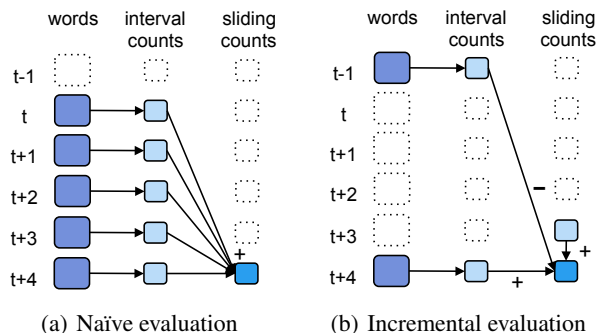 words interval counts sliding counts
t-1
t
t+1
t+2
t+3
+
t+4
(a) Naïve evaluation
words interval counts sliding counts
t-1
t
t+1
t+2
−
t+3
+
t+4
+
(b) Incremental evaluation